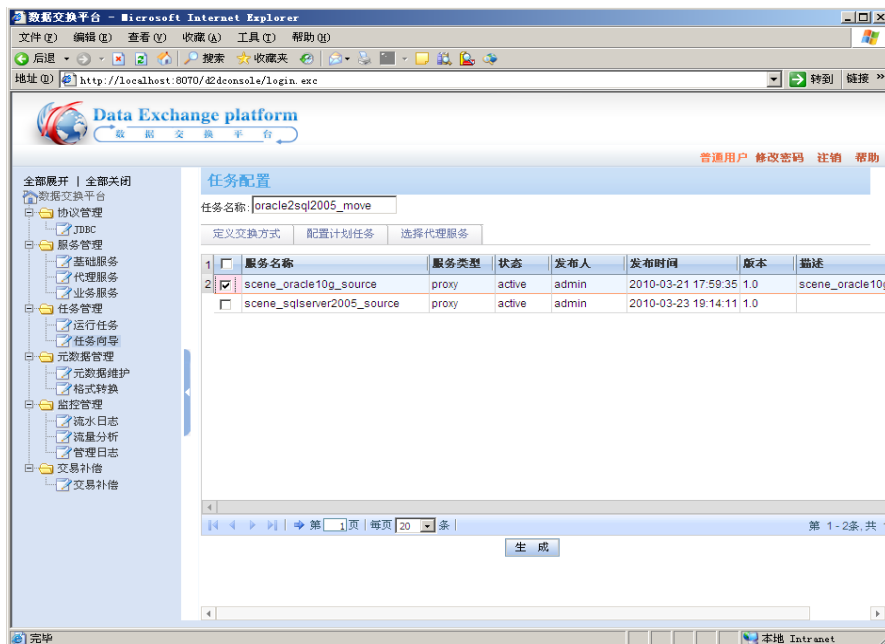 数据交换平台 - Microsoft Internet Explorer
文件(F) 编辑(E) 查看(V) 收藏(A) 工具(T) 帮助(H)
后退 搜索 收藏夹
地址(D) http://localhost:8070/d2dconsole/login.exc 转到 链接 »
Data Exchange platform
数 据 交 换 平 台
普通用户 修改密码 注销 帮助
全部展开 | 全部关闭
数据交换平台
协议管理
JDBC
服务管理
基础服务
代理服务
业务服务
任务管理
运行任务
任务向导
元数据管理
元数据维护
格式转换
监控管理
流水日志
流量分析
管理日志
交易补偿
交易补偿
任务配置
任务名称: oracle2sql2005_move
定义交换方式 配置计划任务 选择代理服务
1 服务名称 服务类型 状态 发布人 发布时间 版本 描述
2 scene_oracle10g_source proxy active admin 2010-03-21 17:59:35 1.0 scene_oracle10g
scene_sqlserver2005_source proxy active admin 2010-03-23 19:14:11 1.0
第 1 页 | 每页 20 条 | 第 1-2条,共
生 成
完毕 本地 Intranet